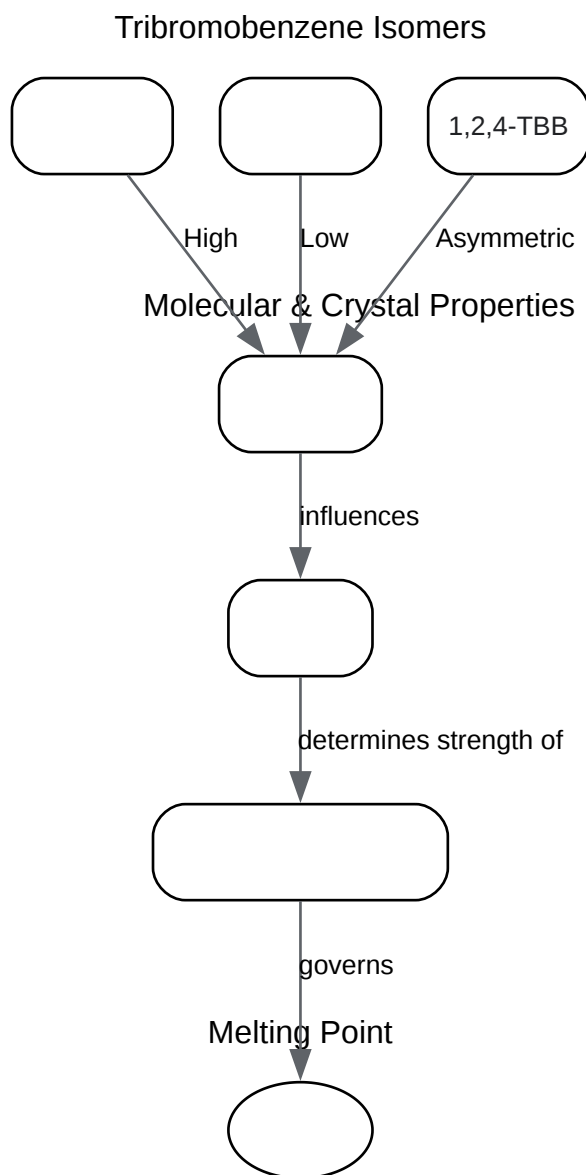 Tribromobenzene Isomers
1,2,4-TBB
High
Low
Asymmetric
Molecular & Crystal Properties
influences
determines strength of
governs
Melting Point